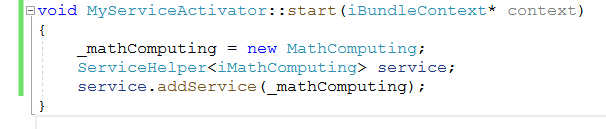 void MyServiceActivator::start(iBundleContext* context)
{
_mathComputing = new MathComputing;
ServiceHelper<iMathComputing> service;
service.addService(_mathComputing);
}